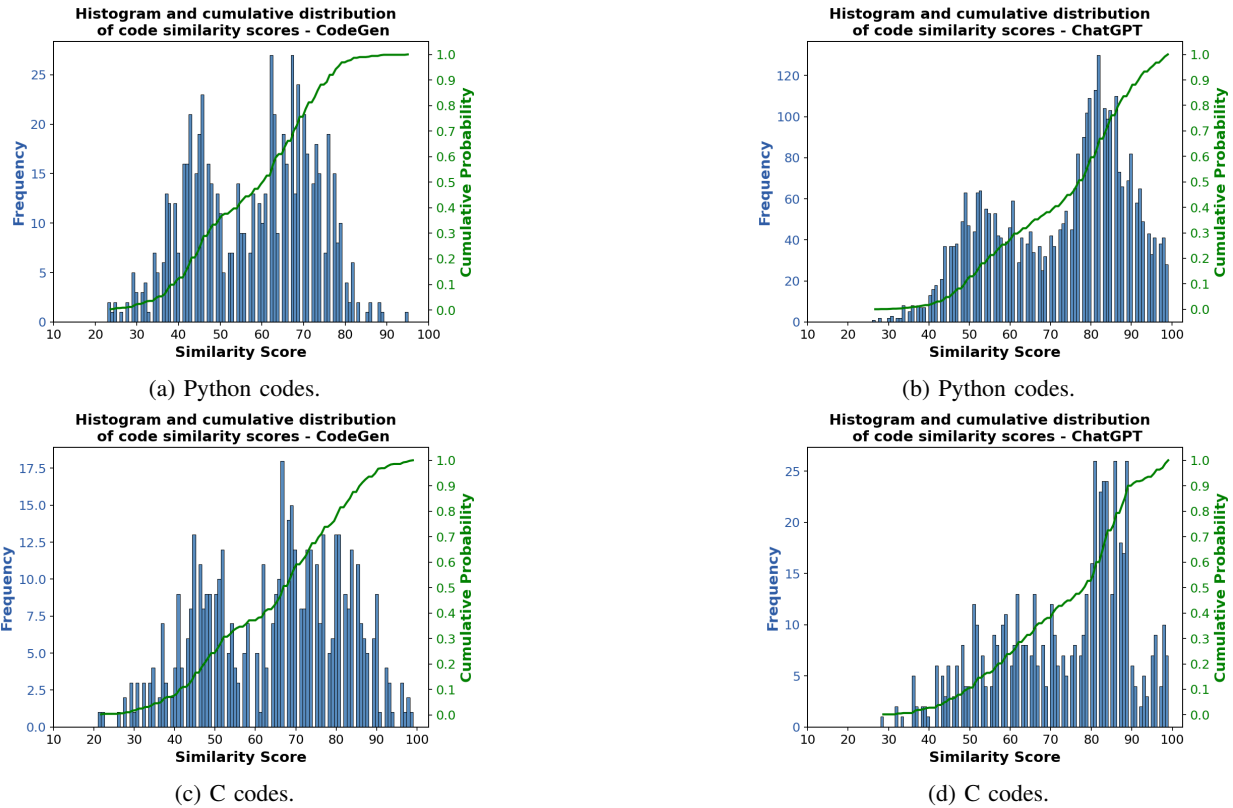 Histogram and cumulative distribution
of code similarity scores - CodeGen
Frequency
25
20
15
10
5
0
10 20 30 40 50 60 70 80 90 100
Similarity Score
1.0
0.9
0.8
0.7
0.6
0.5
0.4
0.3
0.2
0.1
0.0
Cumulative Probability
(a) Python codes.
Histogram and cumulative distribution
of code similarity scores - ChatGPT
Frequency
120
100
80
60
40
20
0
10 20 30 40 50 60 70 80 90 100
Similarity Score
1.0
0.9
0.8
0.7
0.6
0.5
0.4
0.3
0.2
0.1
0.0
Cumulative Probability
(b) Python codes.
Histogram and cumulative distribution
of code similarity scores - CodeGen
Frequency
17.5
15.0
12.5
10.0
7.5
5.0
2.5
0.0
10 20 30 40 50 60 70 80 90 100
Similarity Score
1.0
0.9
0.8
0.7
0.6
0.5
0.4
0.3
0.2
0.1
0.0
Cumulative Probability
(c) C codes.
Histogram and cumulative distribution
of code similarity scores - ChatGPT
Frequency
25
20
15
10
5
0
10 20 30 40 50 60 70 80 90 100
Similarity Score
1.0
0.9
0.8
0.7
0.6
0.5
0.4
0.3
0.2
0.1
0.0
Cumulative Probability
(d) C codes.